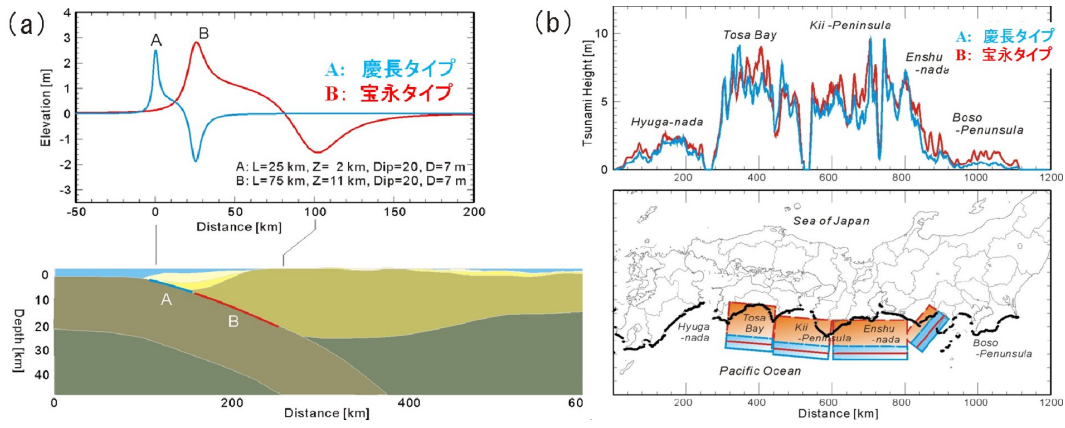 (a)
4
3
2
1
0
-1
-2
-3
Elevation [m]
A
B
A: 慶長タイプ
B: 宝永タイプ
A: L=25 km, Z= 2 km, Dip=20, D=7 m
B: L=75 km, Z=11 km, Dip=20, D=7 m
-50 0 50 100 150 200
Distance [km]
0
10
20
30
40
Depth [km]
A
B
0 200 400 60
Distance [km]
(b)
Tsunami Height [m]
10
5
0
Hyuga-nada
Tosa Bay
Kii -Peninsula
Enshu
-nada
Boso
-Penunsula
A: 慶長タイプ
B: 宝永タイプ
0 200 400 600 800 1000 1200
Sea of Japan
Hyuga
-nada
Tosa
Bay
Kii
-Peninsula
Enshu
-nada
Boso
-Penunsula
Pacific Ocean
200 400 600 800 1000 1200
Distance [km]